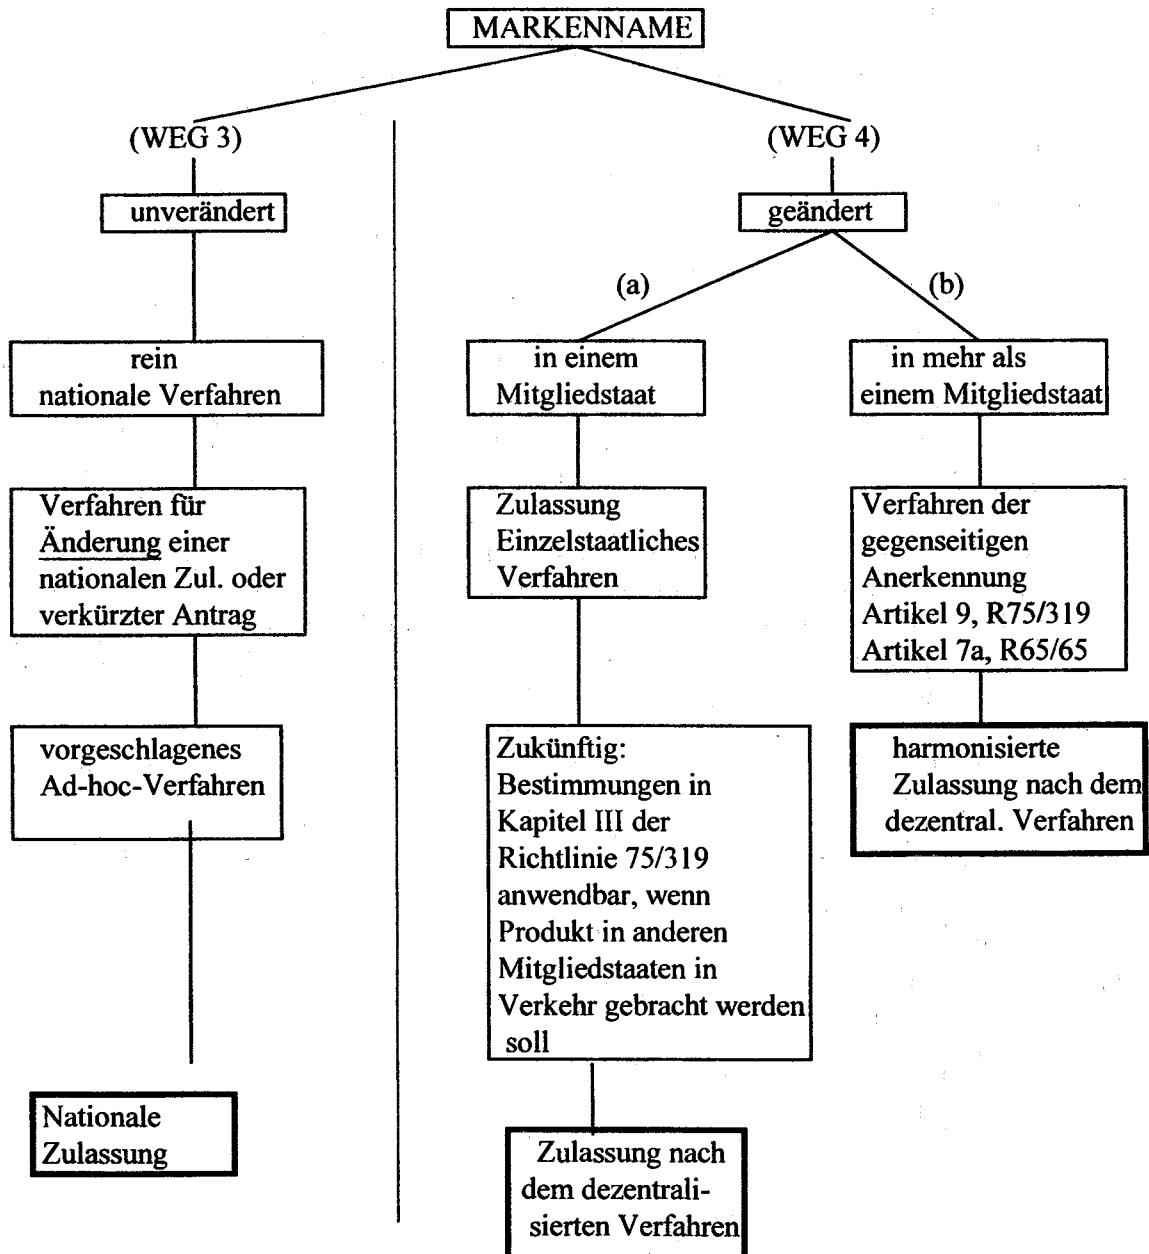 MARKENNAME
(WEG 3)
unverändert
rein
nationale Verfahren
Verfahren für
Änderung einer
nationalen Zul. oder
verkürzter Antrag
vorgeschlagenes
Ad-hoc-Verfahren
Nationale
Zulassung
(WEG 4)
geändert
(a)
in einem
Mitgliedstaat
Zulassung
Einzelstaatliches
Verfahren
Zukünftig:
Bestimmungen in
Kapitel III der
Richtlinie 75/319
anwendbar, wenn
Produkt in anderen
Mitgliedstaaten in
Verkehr gebracht werden
soll
Zulassung nach
dem dezentrali-
sierten Verfahren
(b)
in mehr als
einem Mitgliedstaat
Verfahren der
gegenseitigen
Anerkennung
Artikel 9, R75/319
Artikel 7a, R65/65
harmonisierte
Zulassung nach dem
dezentral. Verfahren